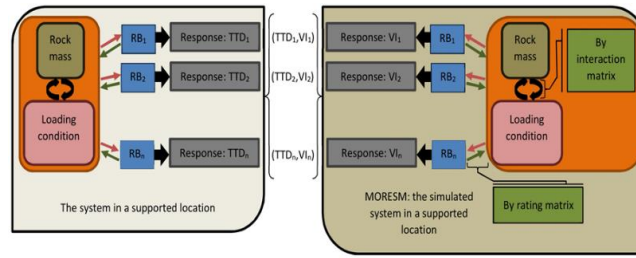 Rock
mass
Loading
condition
RB1
Response: TTD1
RB2
Response: TTD2
RBn
Response: TTDn
The system in a supported location
(TTD1,VI1)
(TTD2,VI2)
(TTDn,VIn)
Response: VI1
RB1
Response: VI2
RB2
Response: VIn
RBn
Rock
mass
Loading
condition
By
interaction
matrix
By rating matrix
MORESM: the simulated
system in a supported
location